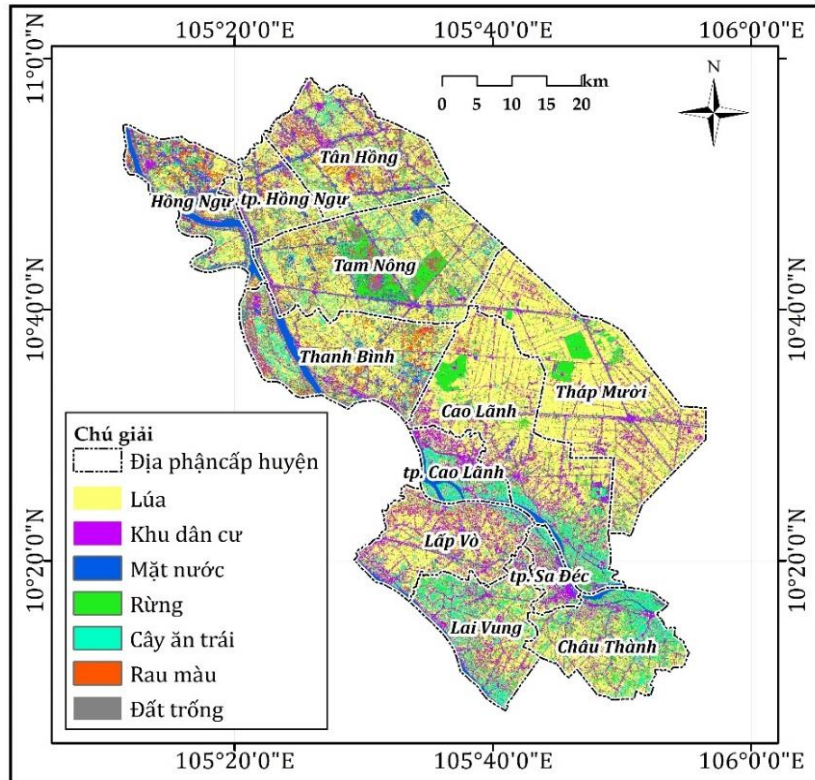 105°20'0"E 105°40'0"E 106°0'0"E
11°0'0"N
N
km
0 5 10 15 20
Tân Hồng
Hồng Ngự tp. Hồng Ngự
Tam Nông
10°40'0"N
10°40'0"N
Thanh Bình
Tháp Mười
Cao Lãnh
tp. Cao Lãnh
Lấp Vò
tp. Sa Đéc
10°20'0"N
10°20'0"N
Lai Vung
Châu Thành
Chú giải
Địa phậncấp huyện
Lúa
Khu dân cư
Mặt nước
Rừng
Cây ăn trái
Rau màu
Đất trống
105°20'0"E 105°40'0"E 106°0'0"E